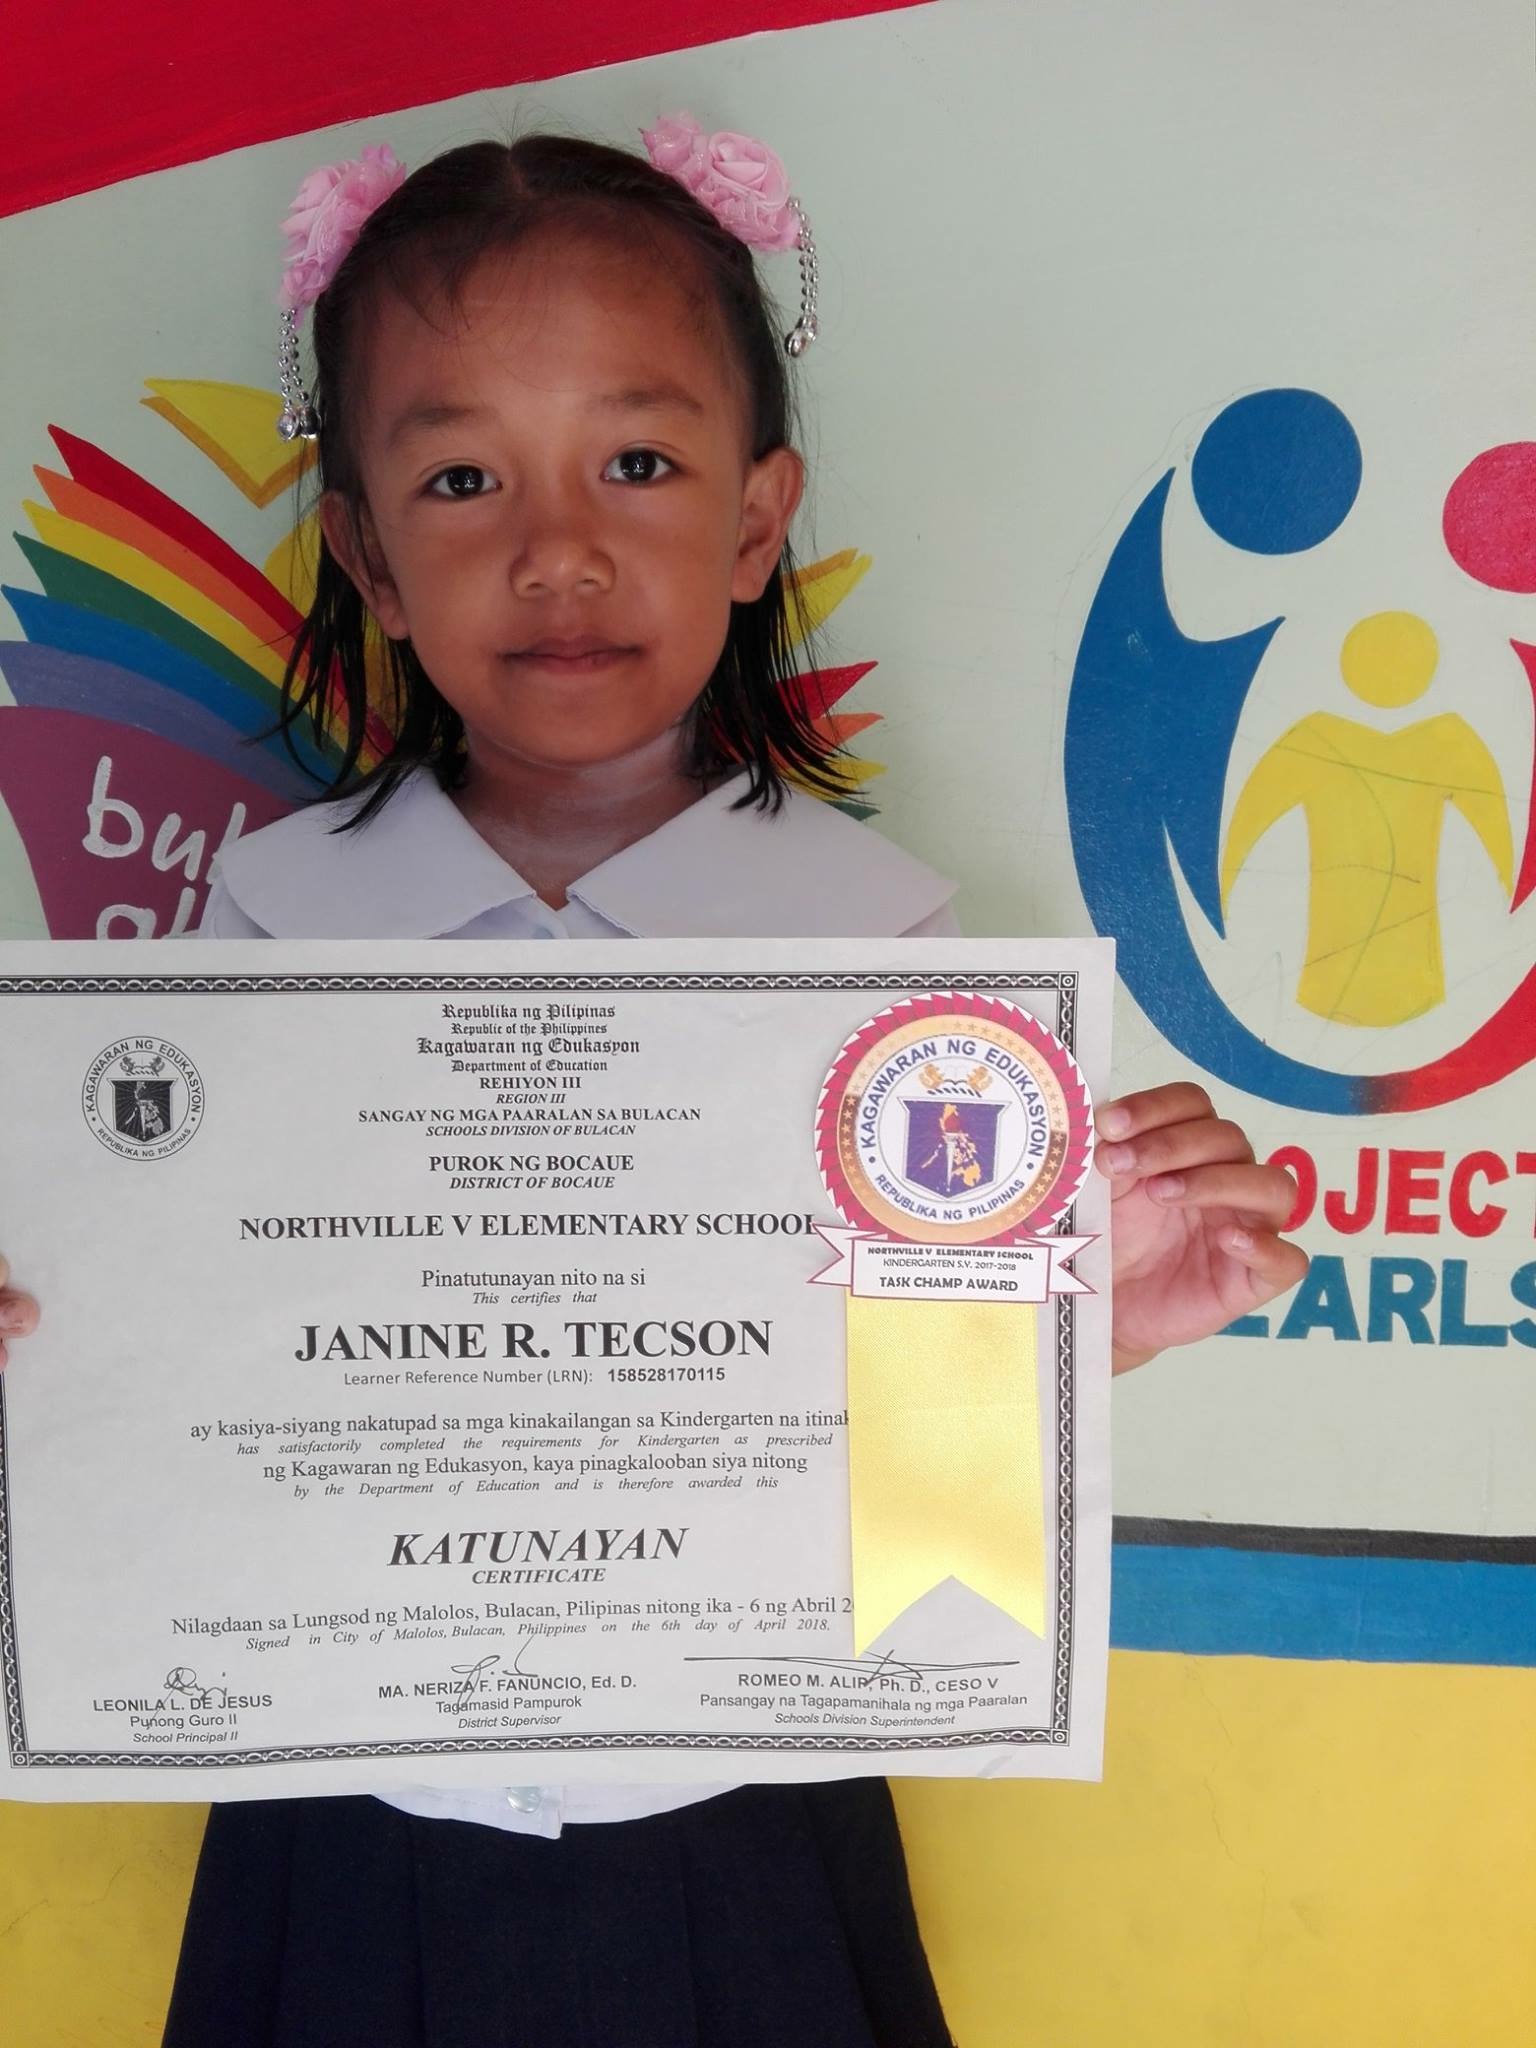 but
at
Republika ng Pilipinas
Republic of the Philippines
Kagawaran ng Edukasyon
Department of Education
REHIYON III
REGION III
SANGAY NG MGA PAARALAN SA BULACAN
SCHOOLS DIVISION OF BULACAN
PUROK NG BOCAUE
DISTRICT OF BOCAUE
NORTHVILLE V ELEMENTARY SCHOOL
Pinatutunayan nito na si
This certifies that
JANINE R. TECSON
Learner Reference Number (LRN): 158528170115
ay kasiya-siyang nakatupad sa mga kinakailangan sa Kindergarten na itinak
has satisfactorily completed the requirements for Kindergarten as prescribed
ng Kagawaran ng Edukasyon, kaya pinagkalooban siya nitong
by the Department of Education and is therefore awarded this
KATUNAYAN
CERTIFICATE
Nilagdaan sa Lungsod ng Malolos, Bulacan, Pilipinas nitong ika - 6 ng Abril 2
Signed in City of Malolos, Bulacan, Philippines on the 6th day of April 2018.
LEONILA L. DE JESUS
Punong Guro II
School Principal II
MA. NERIZA F. FANUNCIO, Ed. D.
Tagamasid Pampurok
District Supervisor
ROMEO M. ALIP, Ph. D., CESO V
Pansangay na Tagapamanihala ng mga Paaralan
Schools Division Superintendent
KAGAWARAN NG EDUKASYON
REPUBLIKA NG PILIPINAS
KAGAWARAN NG EDUKASYON
REPUBLIKA NG PILIPINAS
NORTHVILLE V ELEMENTARY SCHOOL
KINDERGARTEN S.Y. 2017-2018
TASK CHAMP AWARD
OJECT
EARLS